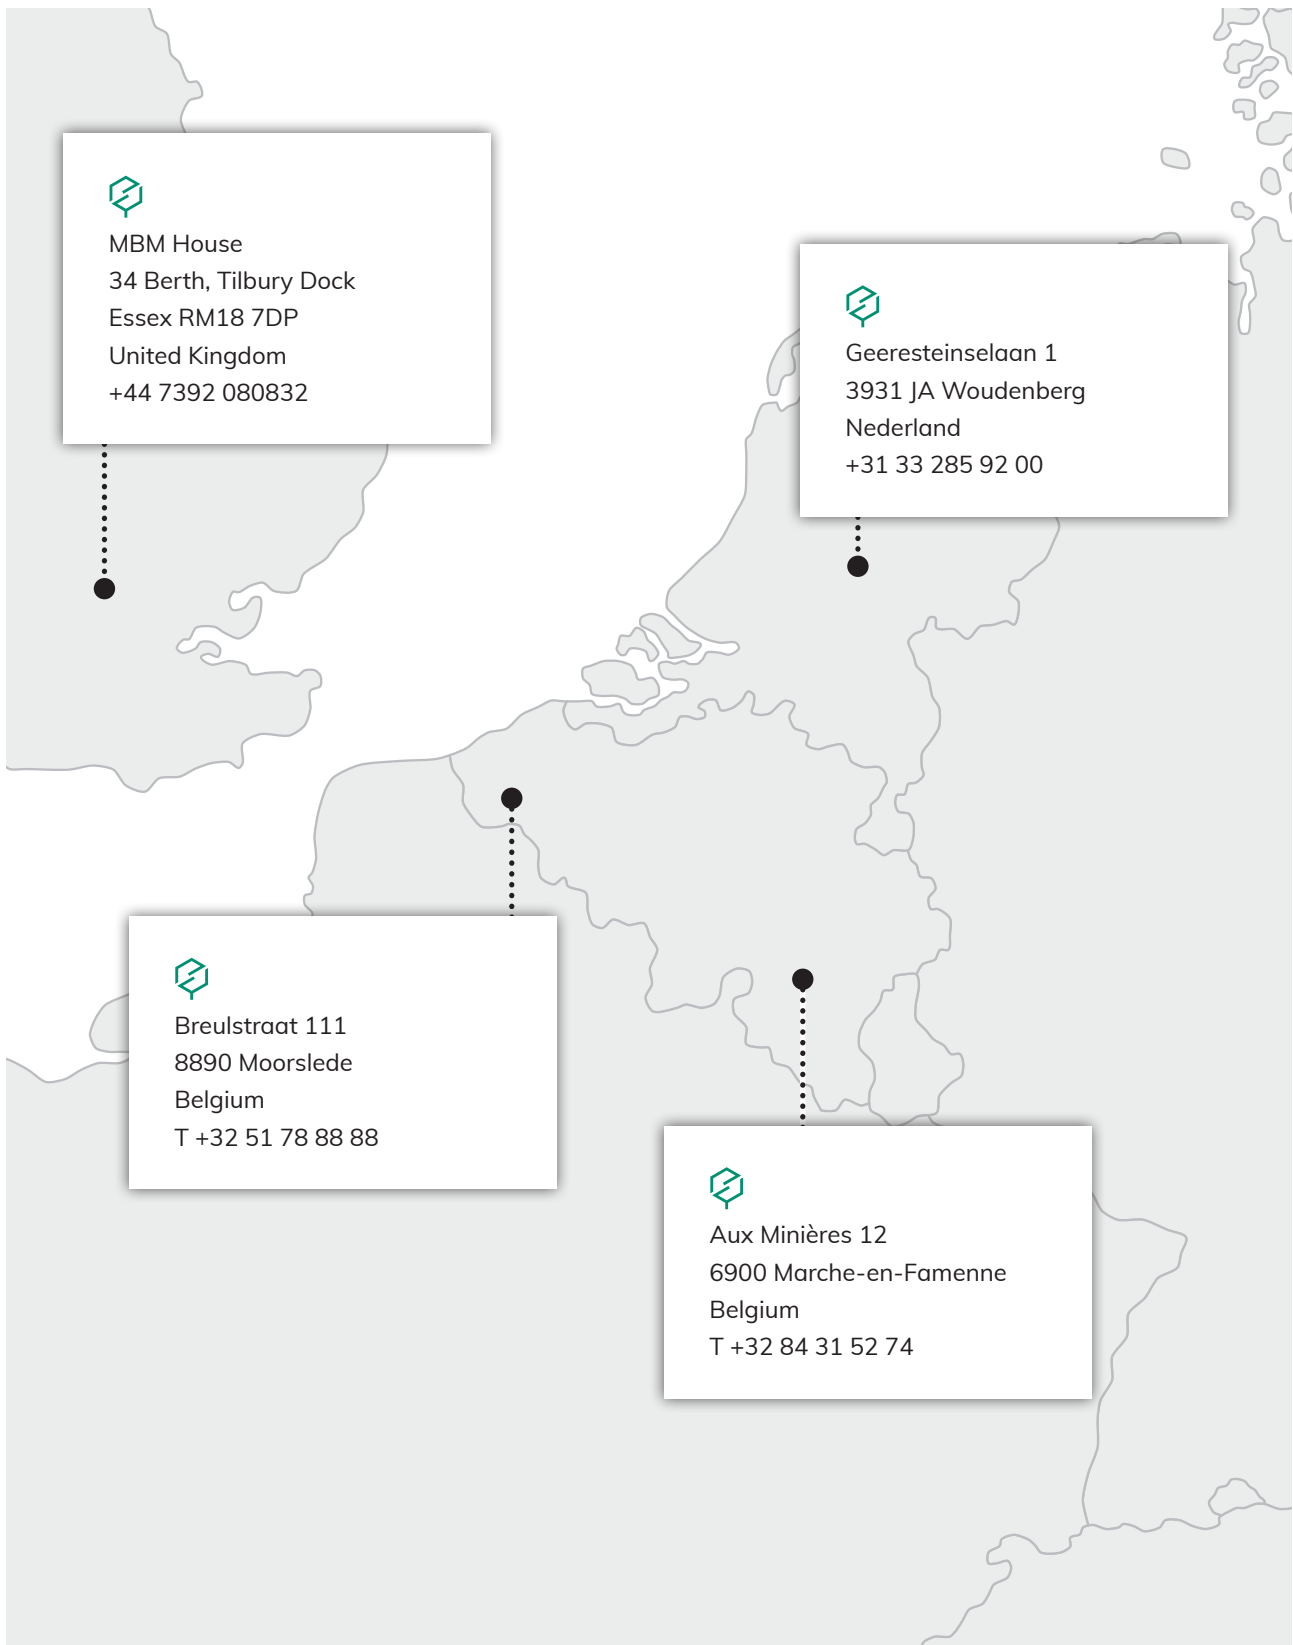 MBM House
34 Berth, Tilbury Dock
Essex RM18 7DP
United Kingdom
+44 7392 080832
Geeresteinselaan 1
3931 JA Woudenberg
Nederland
+31 33 285 92 00
Breulstraat 111
8890 Moorslede
Belgium
T +32 51 78 88 88
Aux Minières 12
6900 Marche-en-Famenne
Belgium
T +32 84 31 52 74